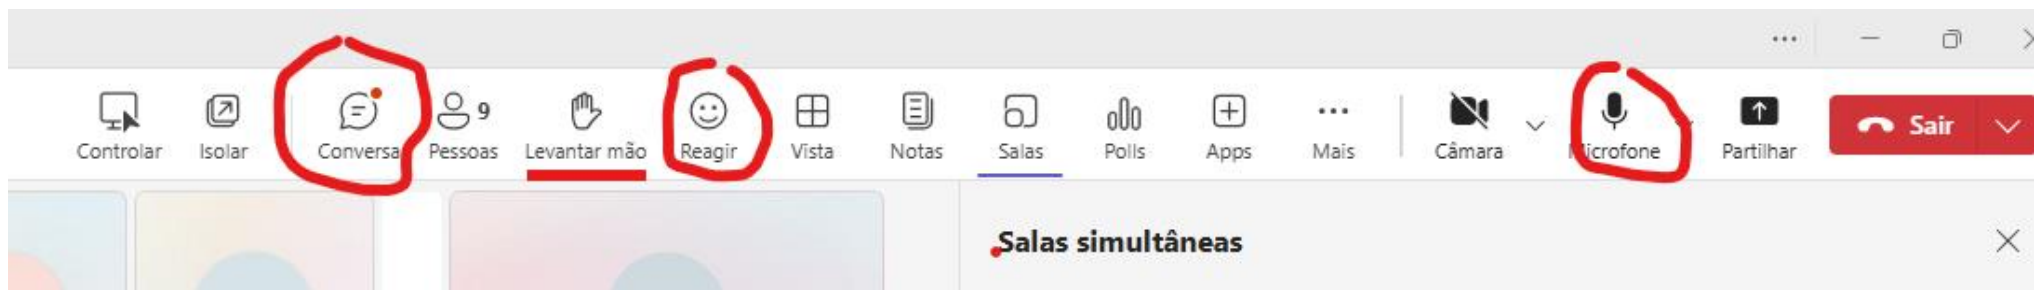 Controlar Isolar Conversa Pessoas 9 Levantar mão Reagir Vista Notas Salas Polls Apps Mais Câmara Microfone Partilhar Sair
Salas simultâneas